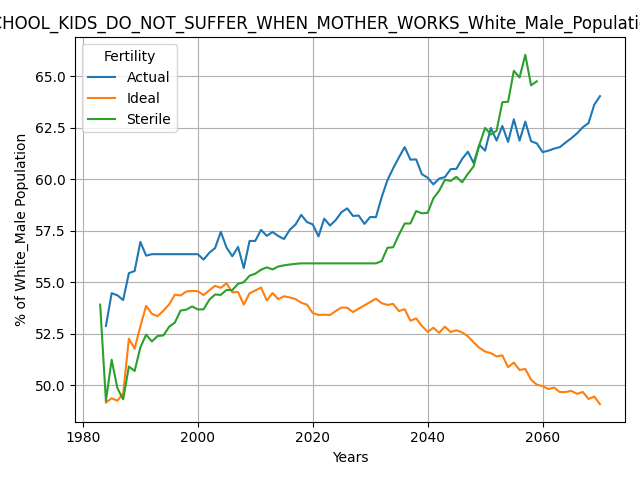 CHOOL_KIDS_DO_NOT_SUFFER_WHEN_MOTHER_WORKS_White_Male_Populati
Fertility
Actual
Ideal
Sterile
% of White_Male Population
65.0
62.5
60.0
57.5
55.0
52.5
50.0
1980
2000
2020
2040
2060
Years